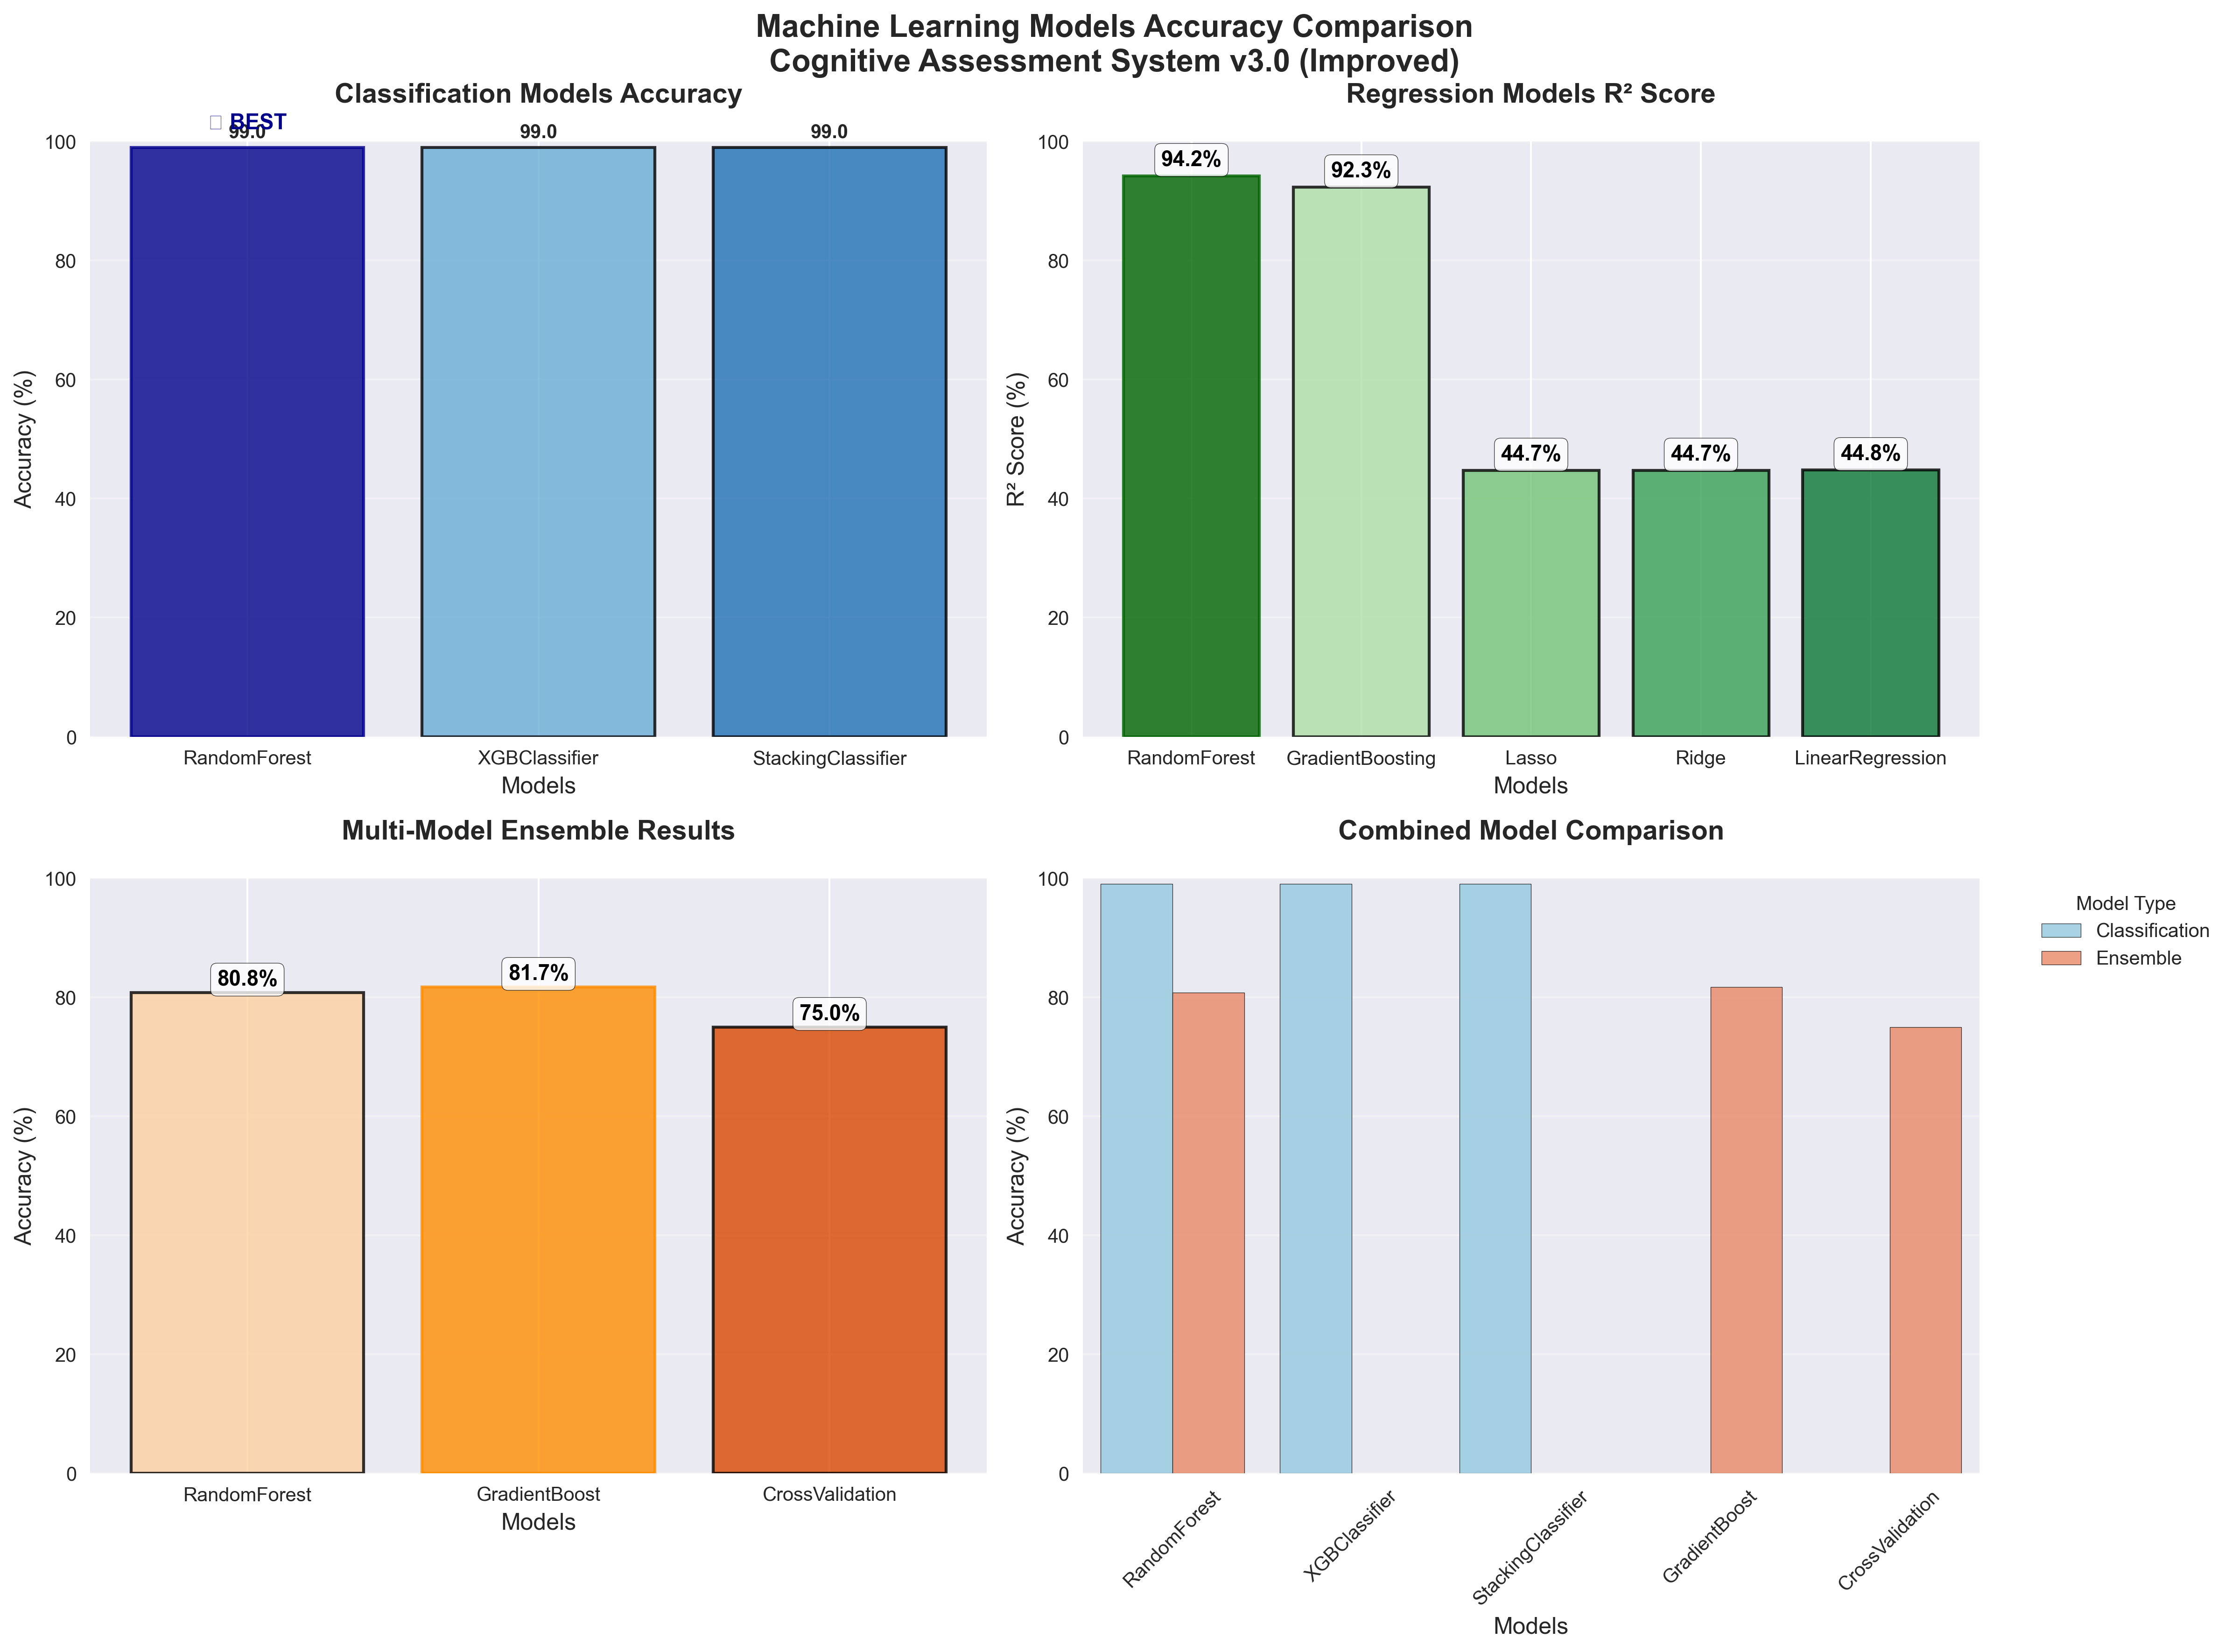 Machine Learning Models Accuracy Comparison
Cognitive Assessment System v3.0 (Improved)
Classification Models Accuracy
BEST
99.0
99.0
99.0
100
80
60
40
20
0
Accuracy (%)
RandomForest
XGBClassifier
StackingClassifier
Models
Regression Models R² Score
94.2%
92.3%
44.7%
44.7%
44.8%
100
80
60
40
20
0
R² Score (%)
RandomForest
GradientBoosting
Lasso
Ridge
LinearRegression
Models
Multi-Model Ensemble Results
80.8%
81.7%
75.0%
100
80
60
40
20
0
Accuracy (%)
RandomForest
GradientBoost
CrossValidation
Models
Combined Model Comparison
100
80
60
40
20
0
Accuracy (%)
RandomForest
XGBClassifier
StackingClassifier
GradientBoost
CrossValidation
Models
Model Type
Classification
Ensemble